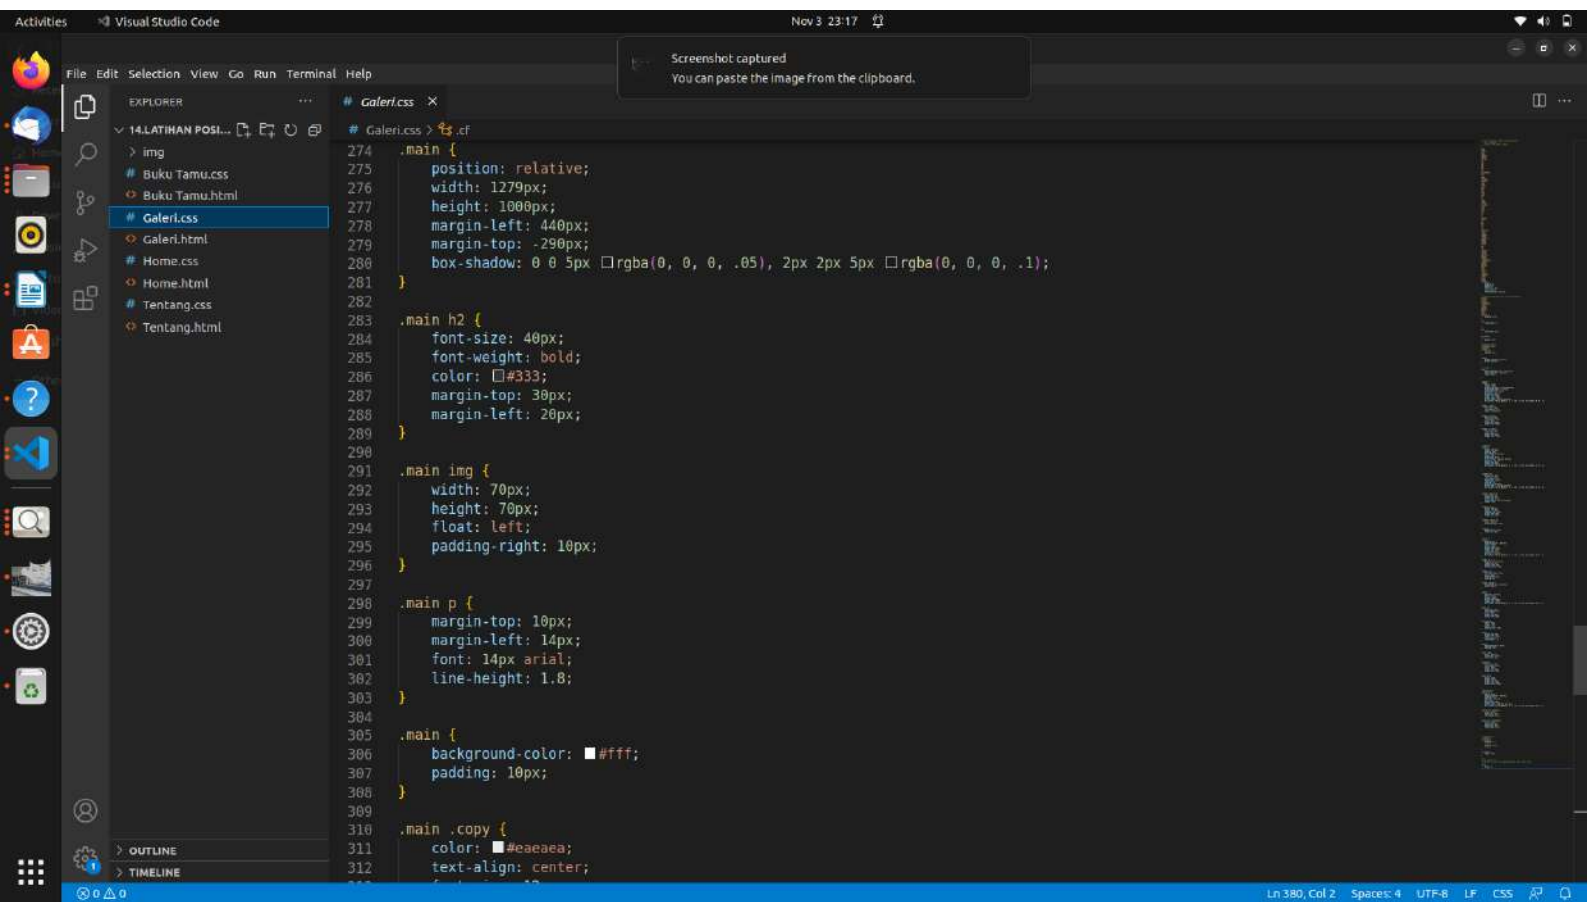 Activities Visual Studio Code Nov 3 23:17
Screenshot captured
You can paste the image from the clipboard.
File Edit Selection View Go Run Terminal Help
EXPLORER ··· # Galeri.css ×
14.LATIHAN POSI... # Galeri.css > .cf
img
# Buku Tamu.css
Buku Tamu.html
# Galeri.css
Galeri.html
# Home.css
Home.html
# Tentang.css
Tentang.html
274 .main {
275 position: relative;
276 width: 1279px;
277 height: 1000px;
278 margin-left: 440px;
279 margin-top: -290px;
280 box-shadow: 0 0 5px rgba(0, 0, 0, .05), 2px 2px 5px rgba(0, 0, 0, .1);
281 }
282
283 .main h2 {
284 font-size: 40px;
285 font-weight: bold;
286 color: #333;
287 margin-top: 30px;
288 margin-left: 20px;
289 }
290
291 .main img {
292 width: 70px;
293 height: 70px;
294 float: left;
295 padding-right: 10px;
296 }
297
298 .main p {
299 margin-top: 10px;
300 margin-left: 14px;
301 font: 14px arial;
302 line-height: 1.8;
303 }
304
305 .main {
306 background-color: #fff;
307 padding: 10px;
308 }
309
310 .main .copy {
311 color: #eaeaea;
312 text-align: center;
OUTLINE
TIMELINE
1
0 0 Ln 380, Col 2 Spaces: 4 UTF-8 LF CSS